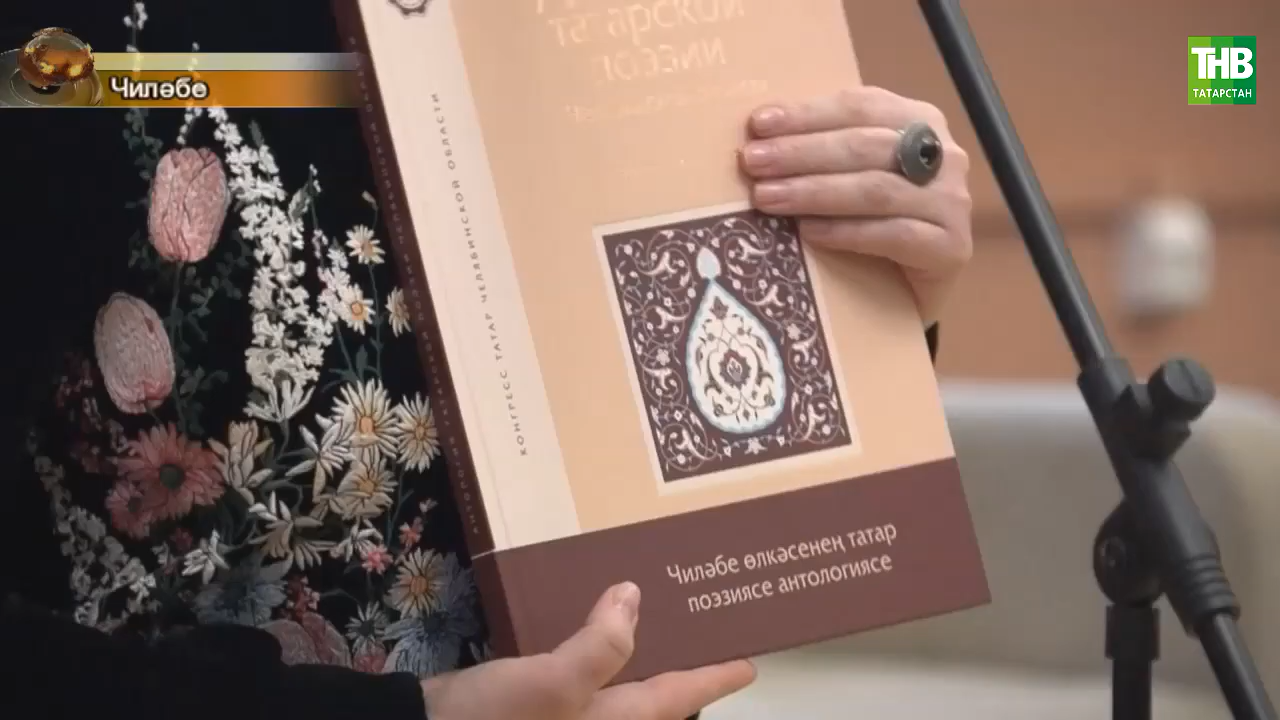 Чиләбе
ТНВ
ТАТАРСТАН
татарской
поэзии
КОНГРЕСС ТАТАР ЧЕЛЯБИНСКОЙ ОБЛАСТИ
Чиләбе өлкәсенең татар
поэзиясе антологиясе